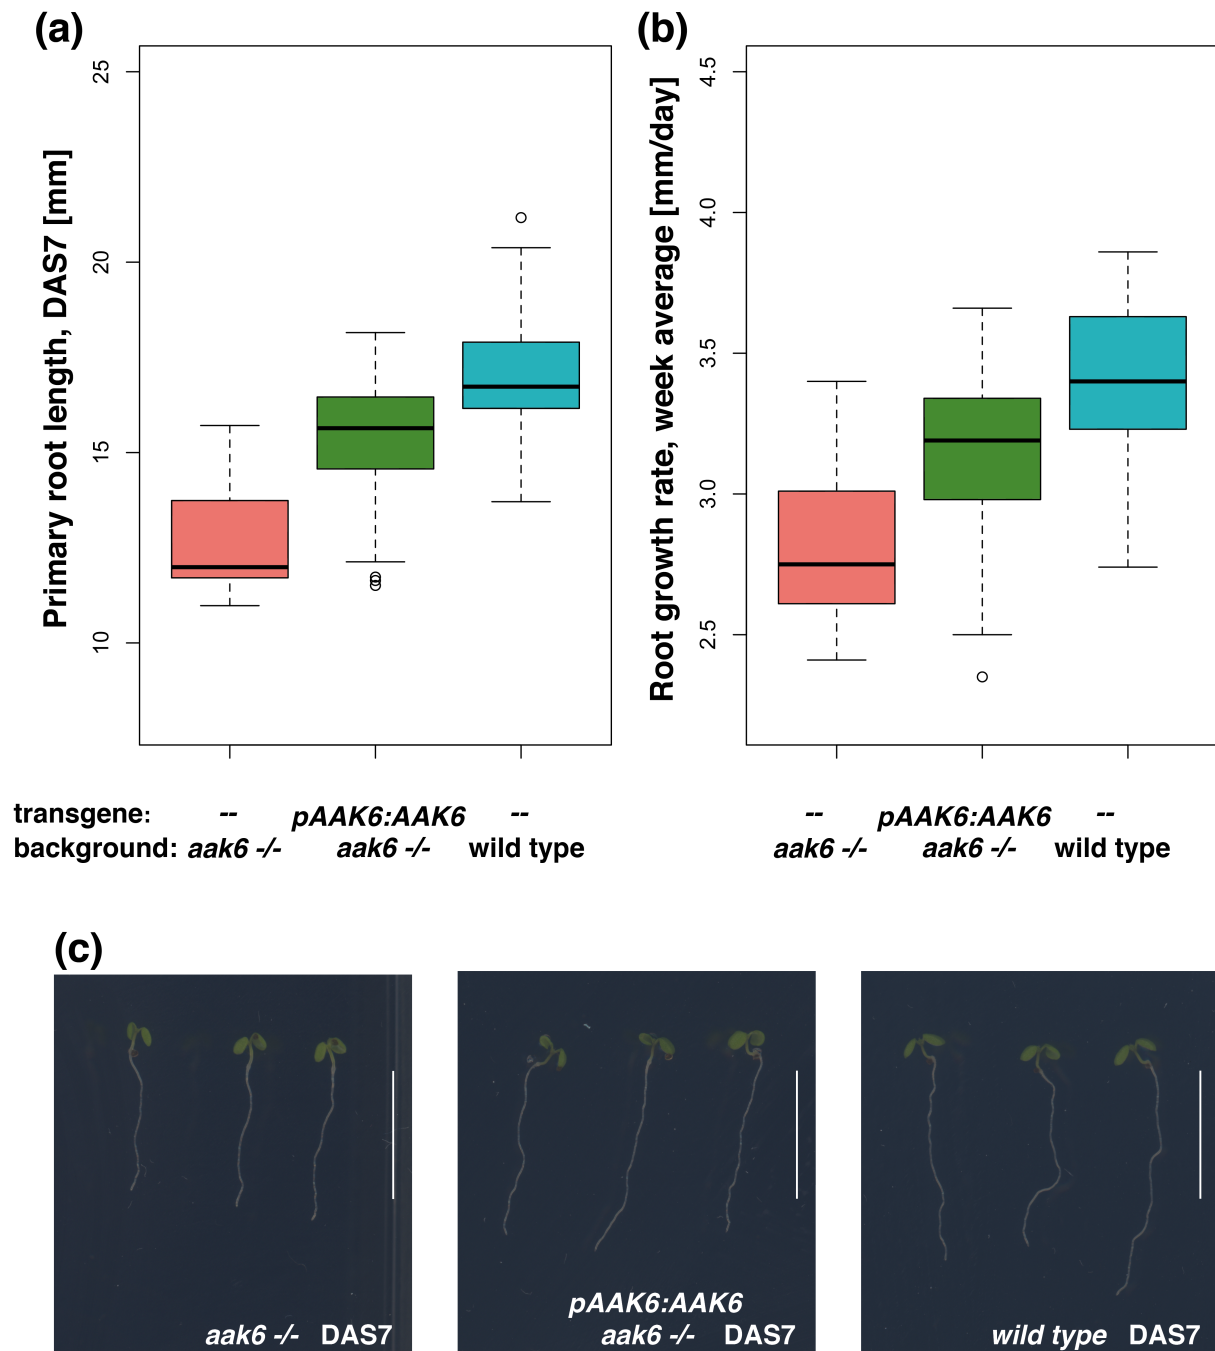 (a)
Primary root length, DAS7 [mm]
25
20
15
10
(b)
Root growth rate, week average [mm/day]
4.5
4.0
3.5
3.0
2.5
transgene: -- pAAK6:AAK6 --
background: aak6 -/- aak6 -/- wild type
-- pAAK6:AAK6 --
aak6 -/- aak6 -/- wild type
(c)
aak6 -/- DAS7
pAAK6:AAK6
aak6 -/- DAS7
wild type DAS7